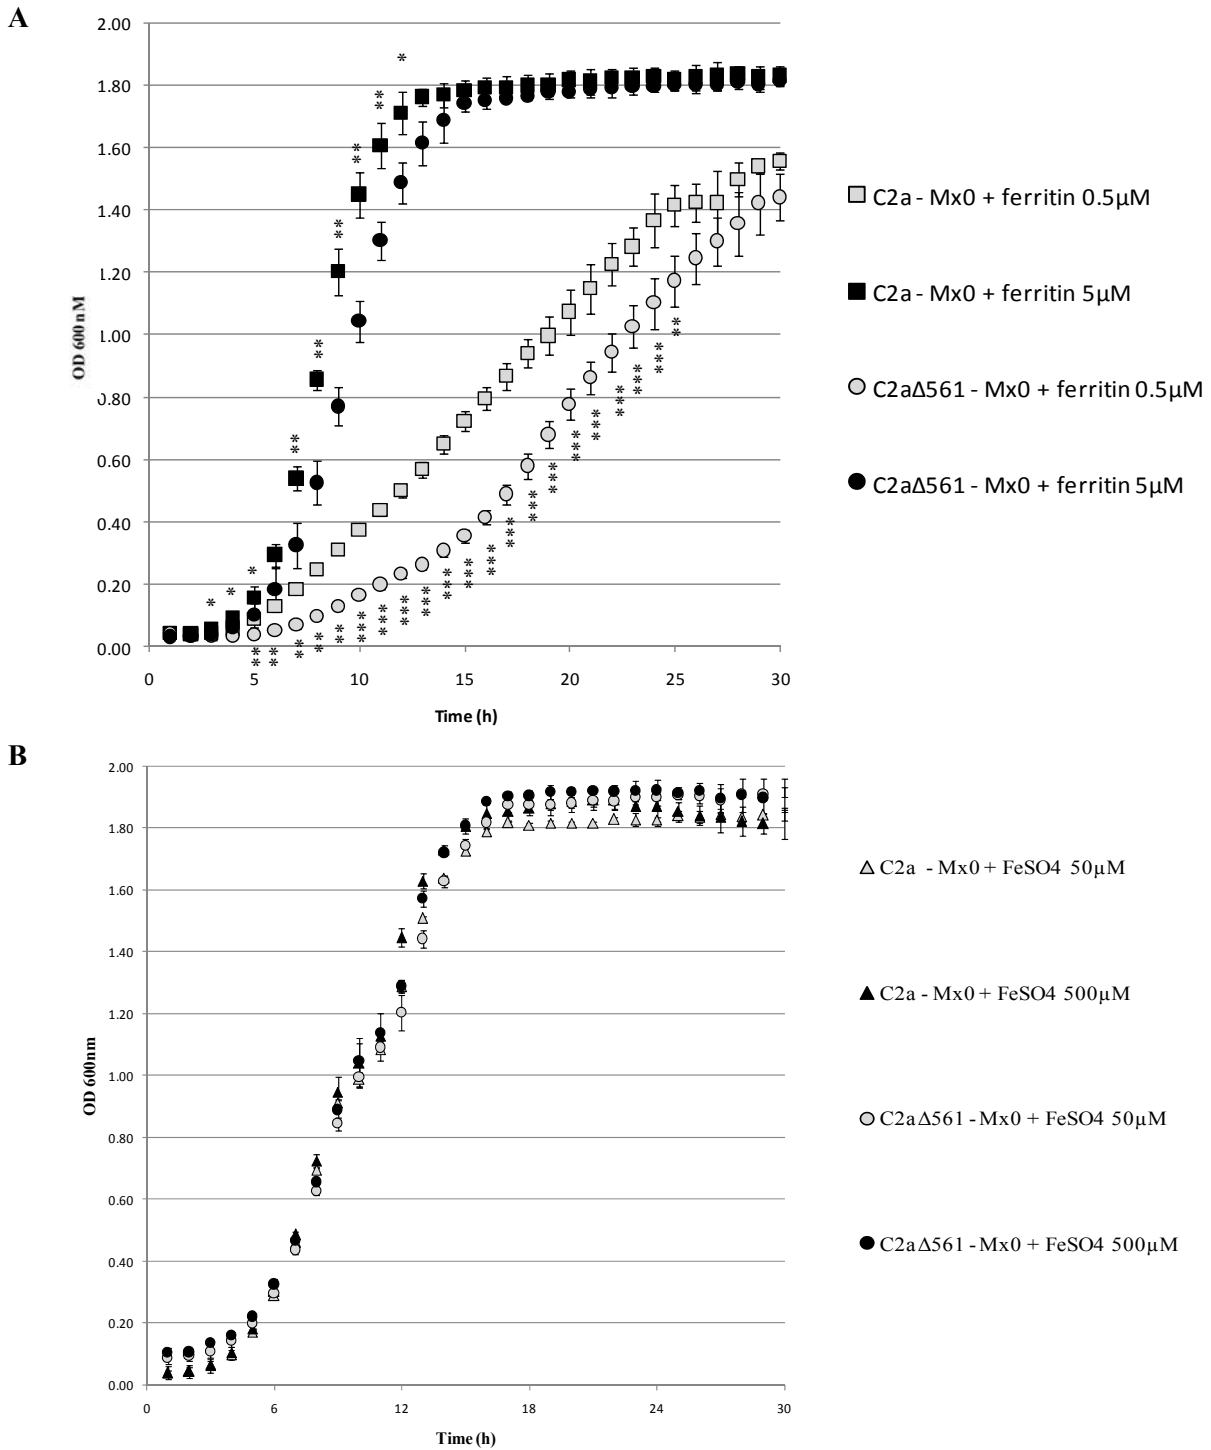 A
2.00
1.80
1.60
1.40
1.20
1.00
0.80
0.60
0.40
0.20
0.00
OD 600nM
0 5 10 15 20 25 30
Time (h)
* * * ** ** ** ** ** *
** ** ** ** ** *** *** *** *** *** *** *** *** *** *** *** *** *** *** *** **
C2a - Mx0 + ferritin 0.5µM
C2a - Mx0 + ferritin 5µM
C2aΔ561 - Mx0 + ferritin 0.5µM
C2aΔ561 - Mx0 + ferritin 5µM
B
2.00
1.80
1.60
1.40
1.20
1.00
0.80
0.60
0.40
0.20
0.00
OD 600nm
0 6 12 18 24 30
Time (h)
C2a - Mx0 + FeSO4 50µM
C2a - Mx0 + FeSO4 500µM
C2aΔ561 - Mx0 + FeSO4 50µM
C2aΔ561 - Mx0 + FeSO4 500µM